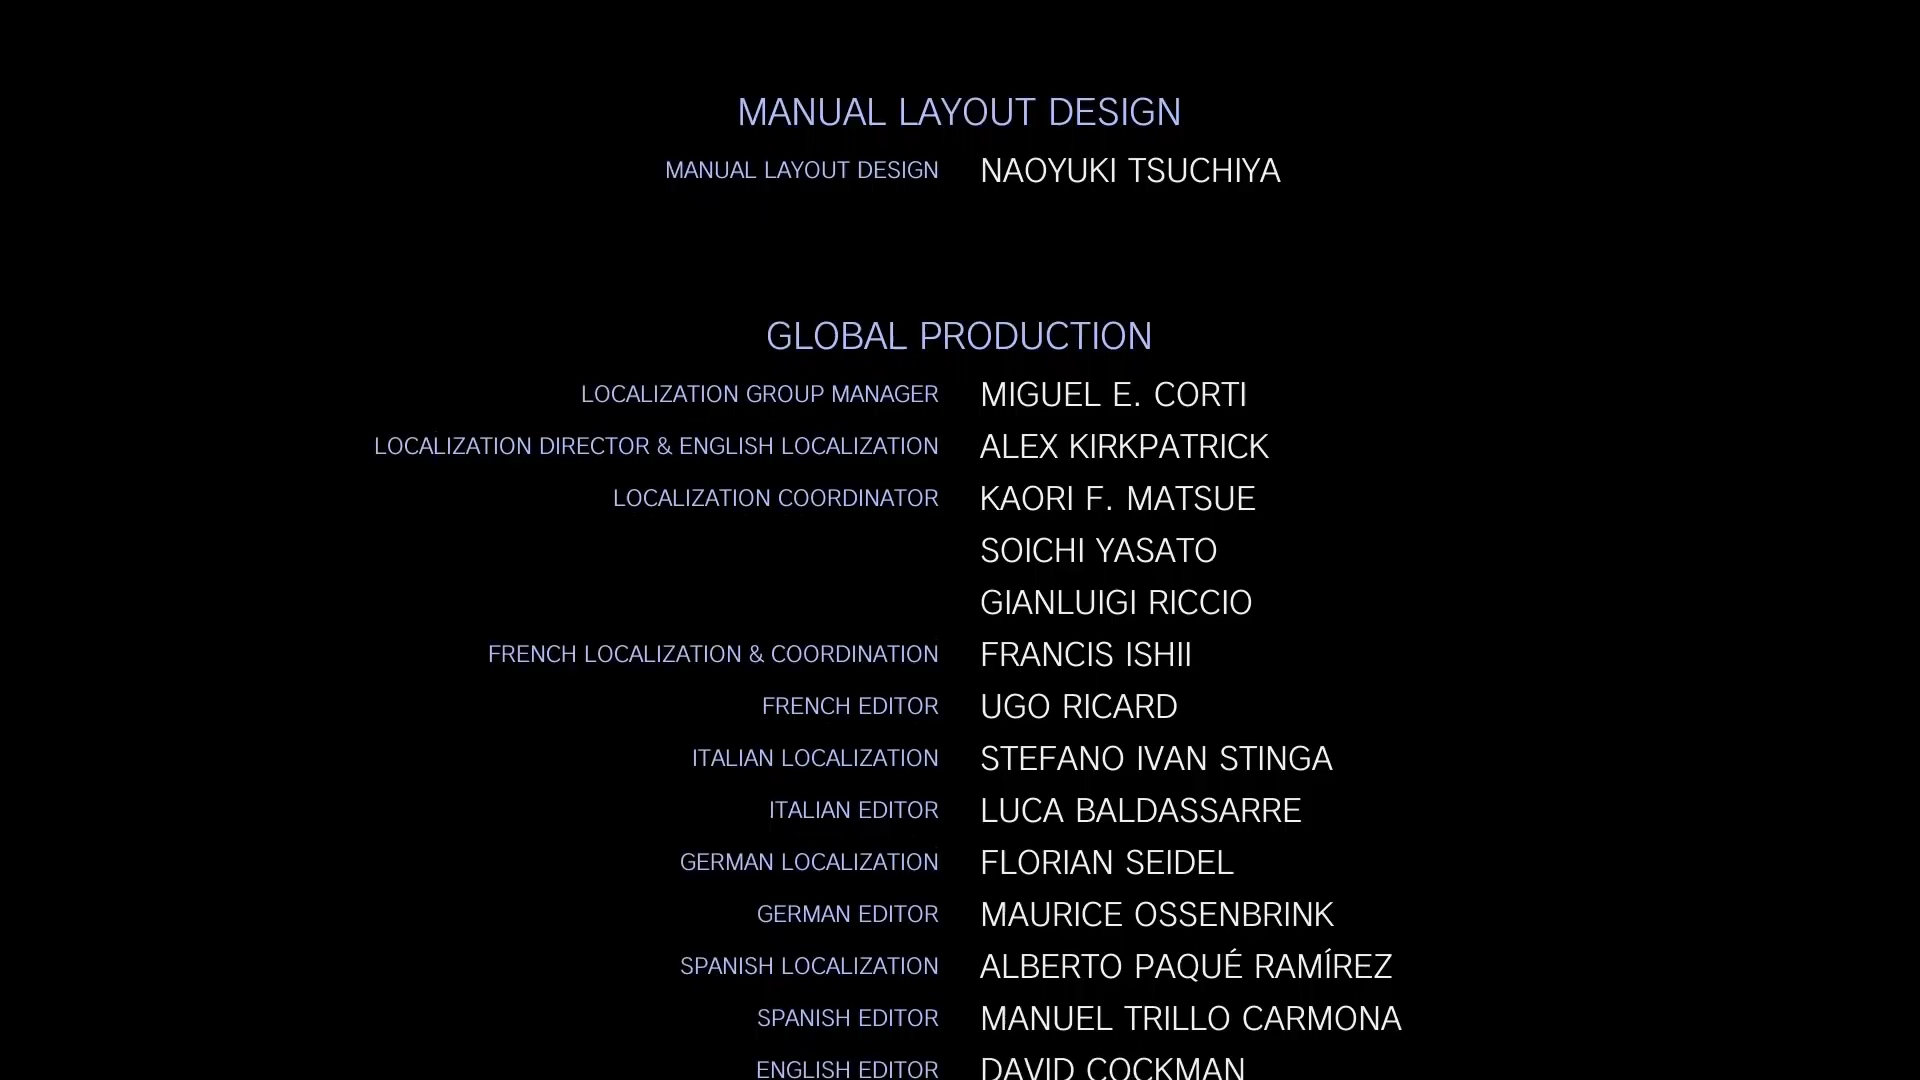 MANUAL LAYOUT DESIGN
MANUAL LAYOUT DESIGN NAOYUKI TSUCHIYA
GLOBAL PRODUCTION
LOCALIZATION GROUP MANAGER MIGUEL E. CORTI
LOCALIZATION DIRECTOR & ENGLISH LOCALIZATION ALEX KIRKPATRICK
LOCALIZATION COORDINATOR KAORI F. MATSUE
SOICHI YASATO
GIANLUIGI RICCIO
FRENCH LOCALIZATION & COORDINATION FRANCIS ISHII
FRENCH EDITOR UGO RICARD
ITALIAN LOCALIZATION STEFANO IVAN STINGA
ITALIAN EDITOR LUCA BALDASSARRE
GERMAN LOCALIZATION FLORIAN SEIDEL
GERMAN EDITOR MAURICE OSSENBRINK
SPANISH LOCALIZATION ALBERTO PAQUÉ RAMÍREZ
SPANISH EDITOR MANUEL TRILLO CARMONA
ENGLISH EDITOR DAVID COCKMAN